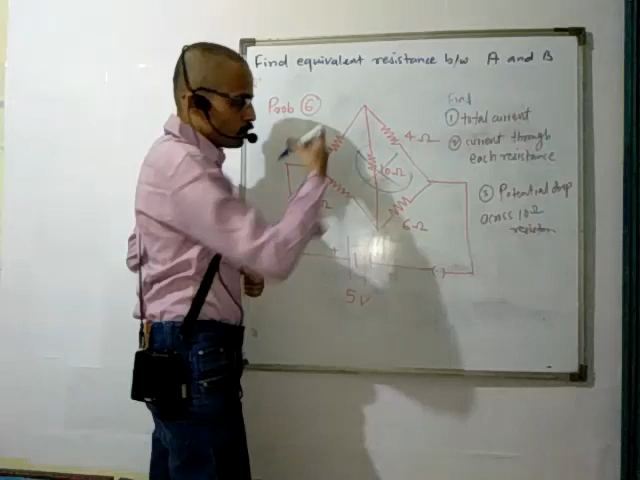 Find equivalent resistance b/w A and B
Prob 6
Find
① total current
② current through
each resistance
③ Potential drop
across 10Ω
resistor
4 Ω
10 Ω
6 Ω
Ω
+
5 V